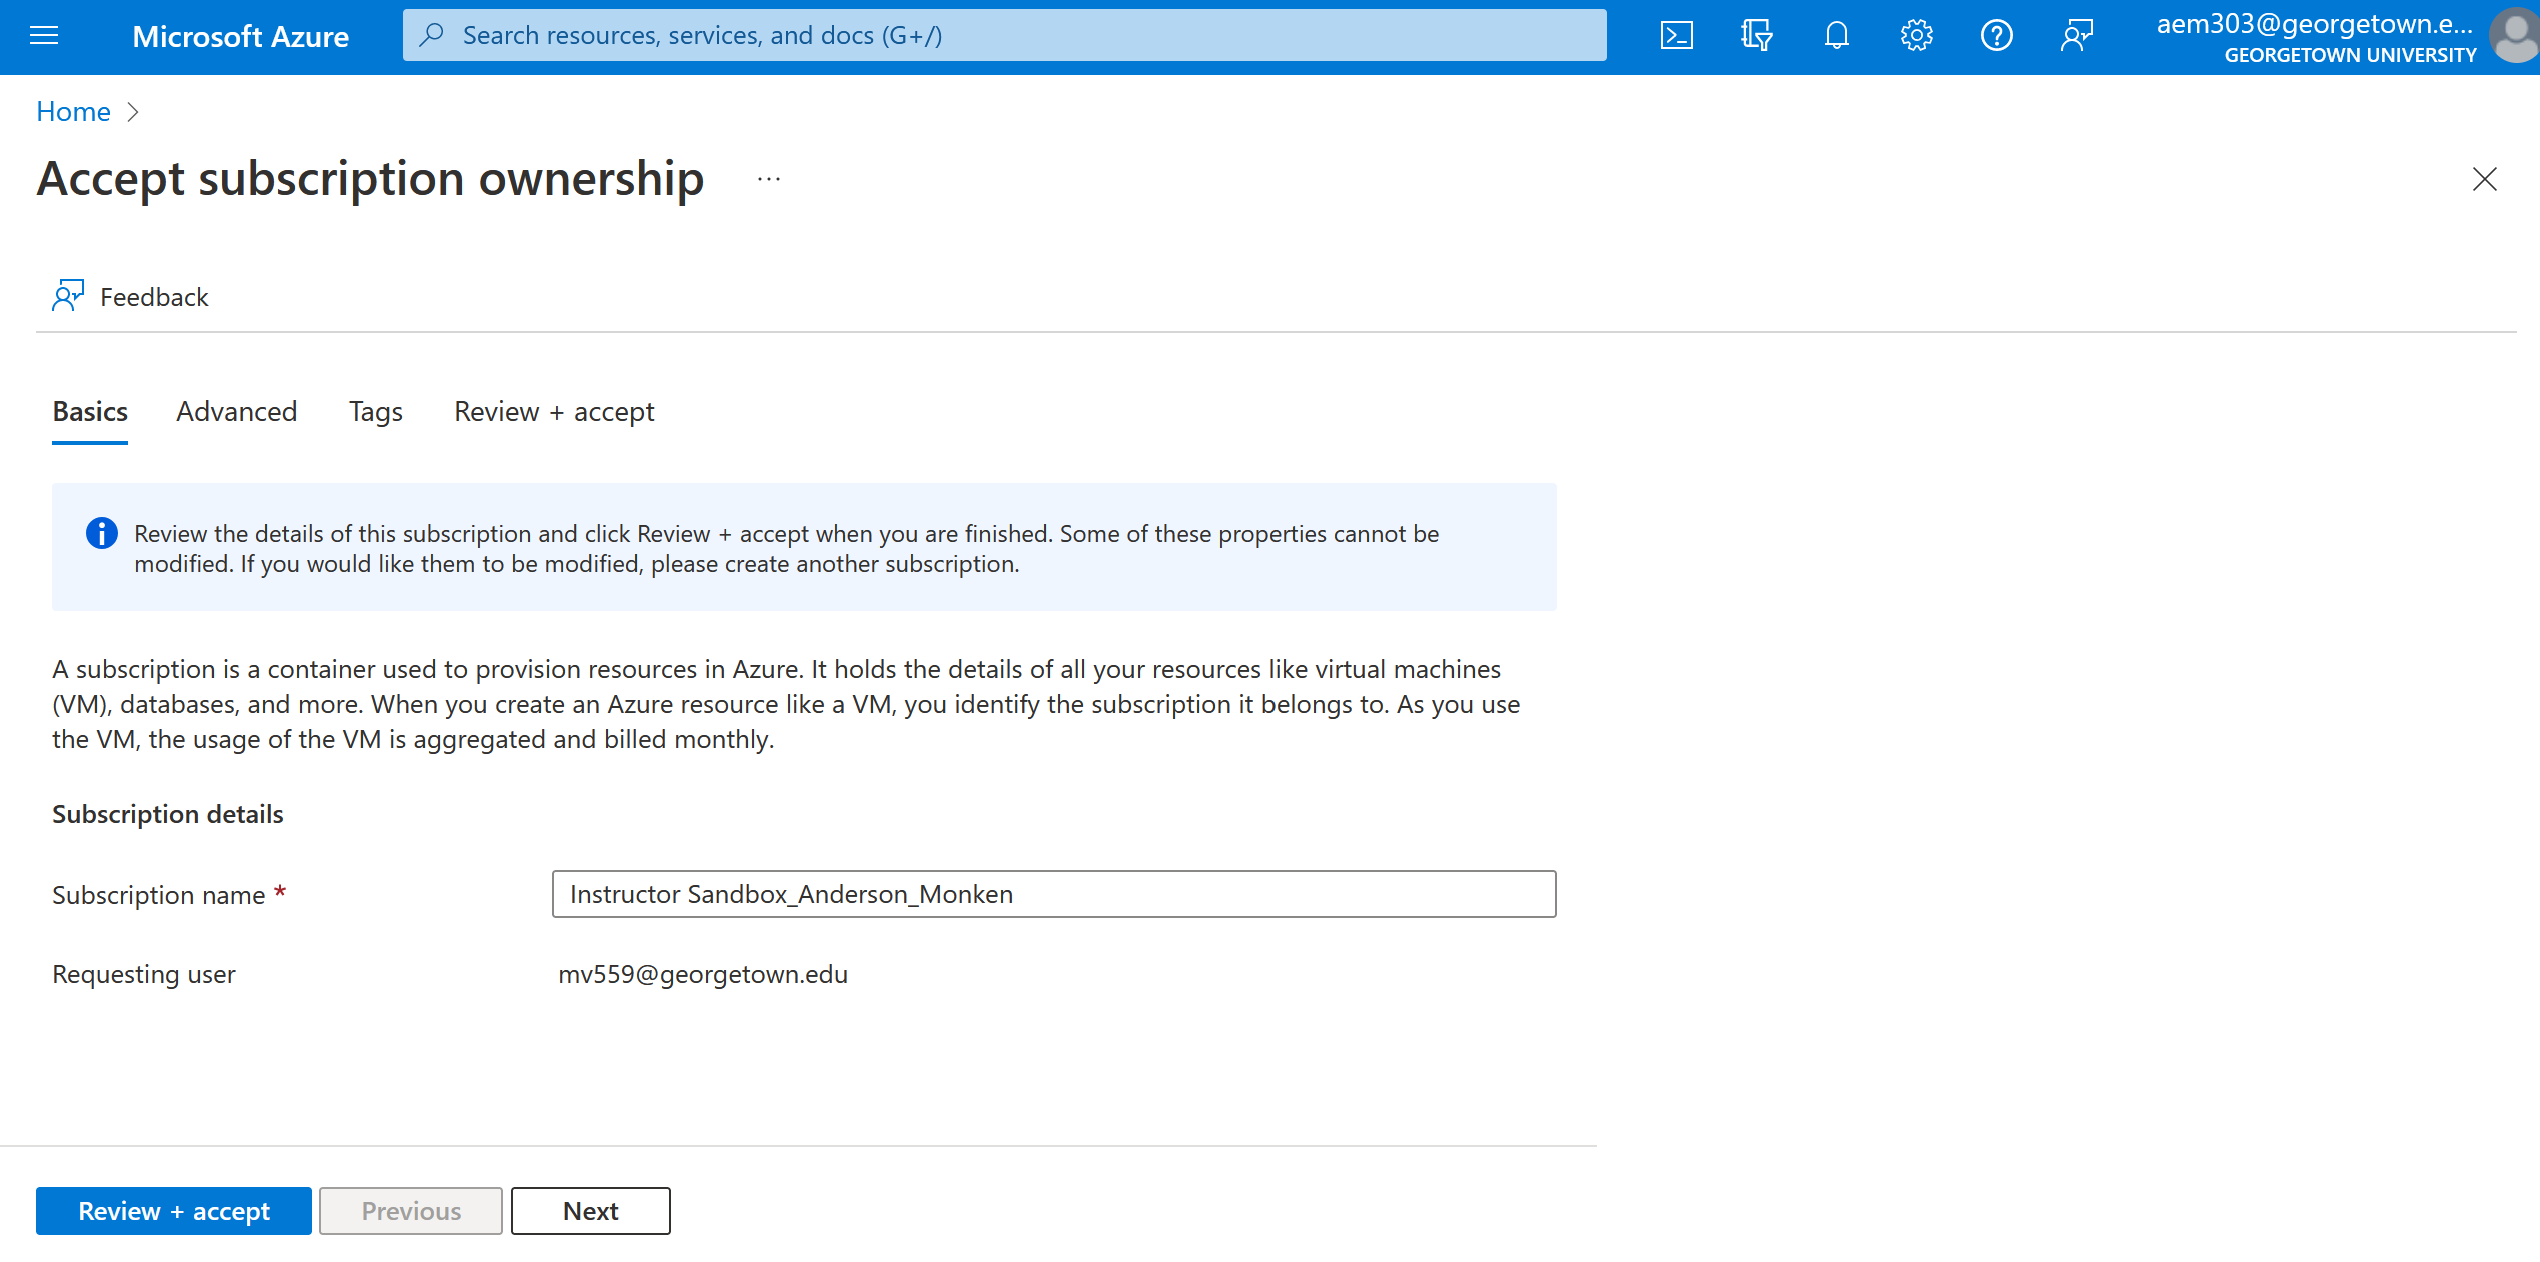 Microsoft Azure
Search resources, services, and docs (G+/)
aem303@georgetown.e...
GEORGETOWN UNIVERSITY
Home
Accept subscription ownership ...
Feedback
Basics Advanced Tags Review + accept
Review the details of this subscription and click Review + accept when you are finished. Some of these properties cannot be
modified. If you would like them to be modified, please create another subscription.
A subscription is a container used to provision resources in Azure. It holds the details of all your resources like virtual machines
(VM), databases, and more. When you create an Azure resource like a VM, you identify the subscription it belongs to. As you use
the VM, the usage of the VM is aggregated and billed monthly.
Subscription details
Subscription name * Instructor Sandbox_Anderson_Monken
Requesting user mv559@georgetown.edu
Review + accept Previous Next